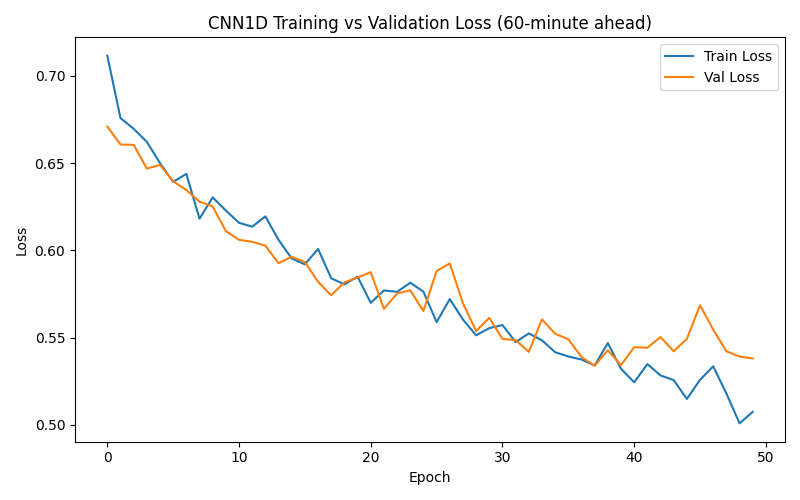 CNN1D Training vs Validation Loss (60-minute ahead)
Train Loss
Val Loss
0.70
0.65
0.60
0.55
0.50
Loss
0 10 20 30 40 50
Epoch